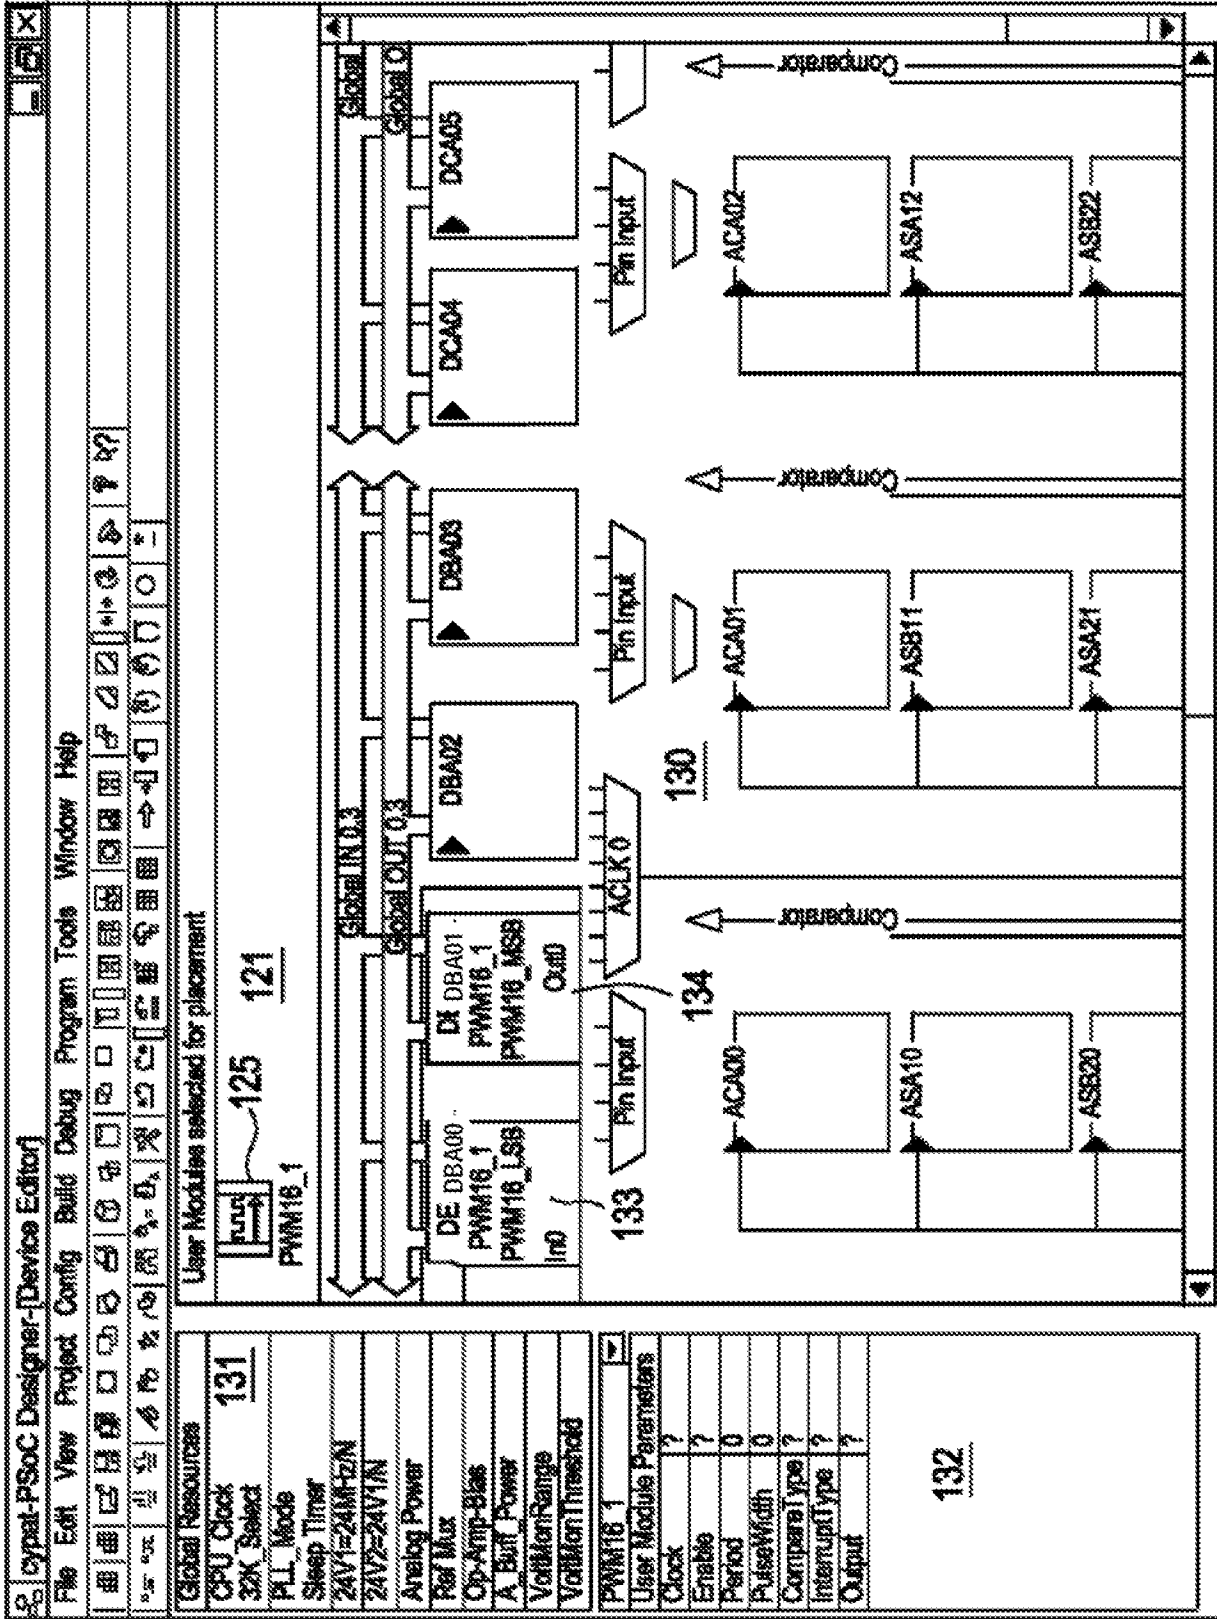 cypat-PSoC Designer-[Device Editor]
File Edit View Project Config Build Debug Program Tools Window Help
Global Resources
CPU_Clock
32K_Select
PLL_Mode
Sleep_Timer
24V1=24MHz/N
24V2=24V1/N
Analog Power
Ref Mux
Op-Amp-Bias
A_Buff_Power
VoltMonRange
VoltMonThreshold
131
PWM16_1
User Module Parameters
Clock ?
Enable ?
Period 0
PulseWidth 0
CompareType ?
InterruptType ?
Output ?
132
User Modules selected for placement
125
121
PWM16_1
Global IN 0.3
Global
Global OUT 0.3
Global O
DE DBA00
PWM16_1
PWM16_LSB
In0
DI DBA01
PWM16_1
PWM16_MSB
Out0
DBA02
DBA03
DCA04
DCA05
133
134
Pin Input
ACLK 0
Pin Input
Pin Input
130
Comparator
Comparator
Comparator
ACA00
ACA01
ACA02
ASA10
ASB11
ASA12
ASB20
ASA21
ASB22